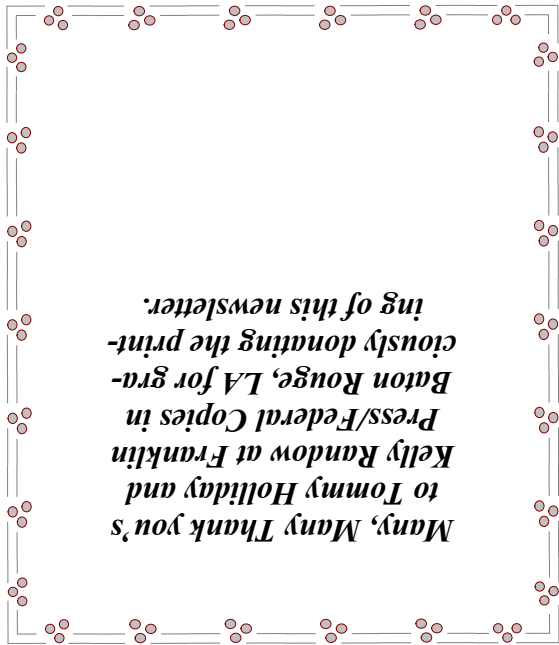 Many, Many Thank you’s
to Tommy Holliday and
Kelly Randow at Franklin
Press/Federal Copies in
Baton Rouge, LA for gra-
ciously donating the print-
ing of this newsletter.